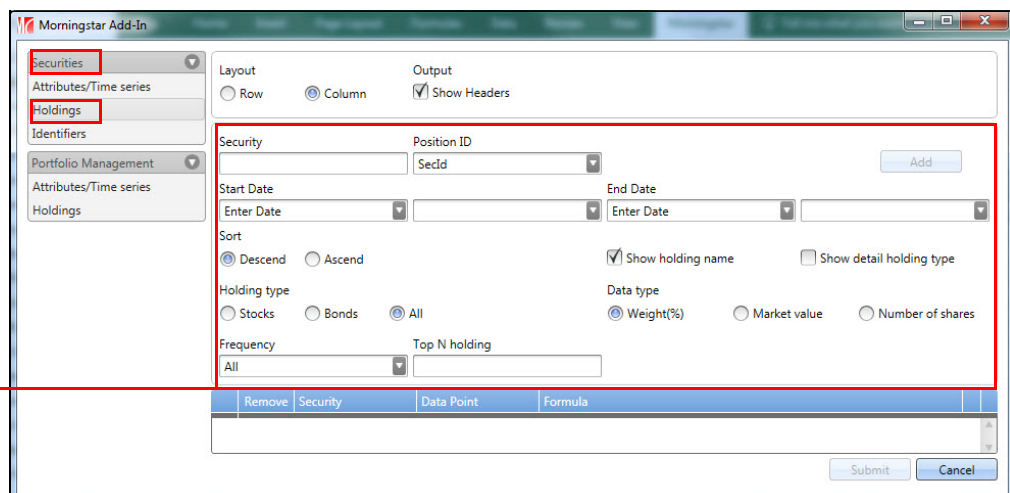 Morningstar Add-In
Securities
Attributes/Time series
Holdings
Identifiers
Portfolio Management
Attributes/Time series
Holdings
Layout Output
Row Column Show Headers
Security Position ID
SecId Add
Start Date End Date
Enter Date Enter Date
Sort
Descend Ascend Show holding name Show detail holding type
Holding type Data type
Stocks Bonds All Weight(%) Market value Number of shares
Frequency Top N holding
All
Remove Security Data Point Formula
Submit Cancel